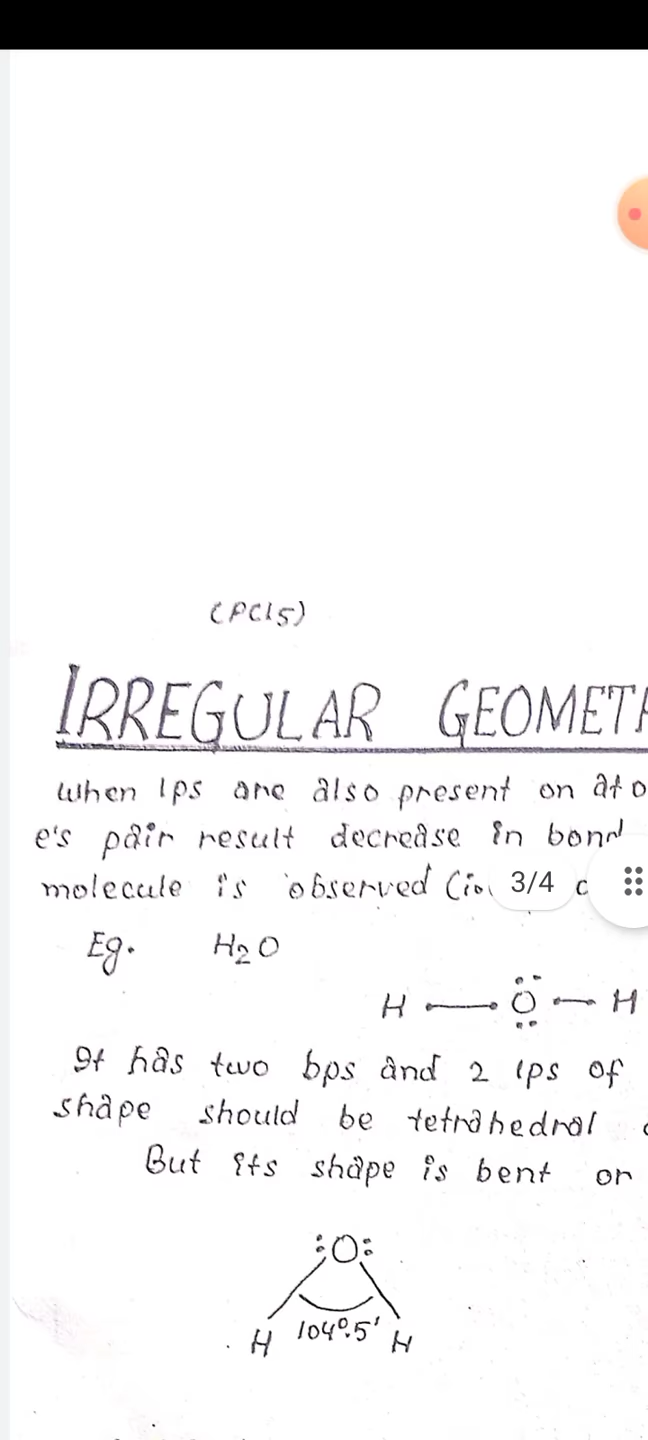 (PCl5)
IRREGULAR GEOMET
when lps are also present on ato
e's pair result decrease in bon
molecule is observed
3/4
Eg. H2O
H — Ö — H
It has two bps and 2 lps of
shape should be tetrahedral
But its shape is bent or
:O:
H 104°.5' H